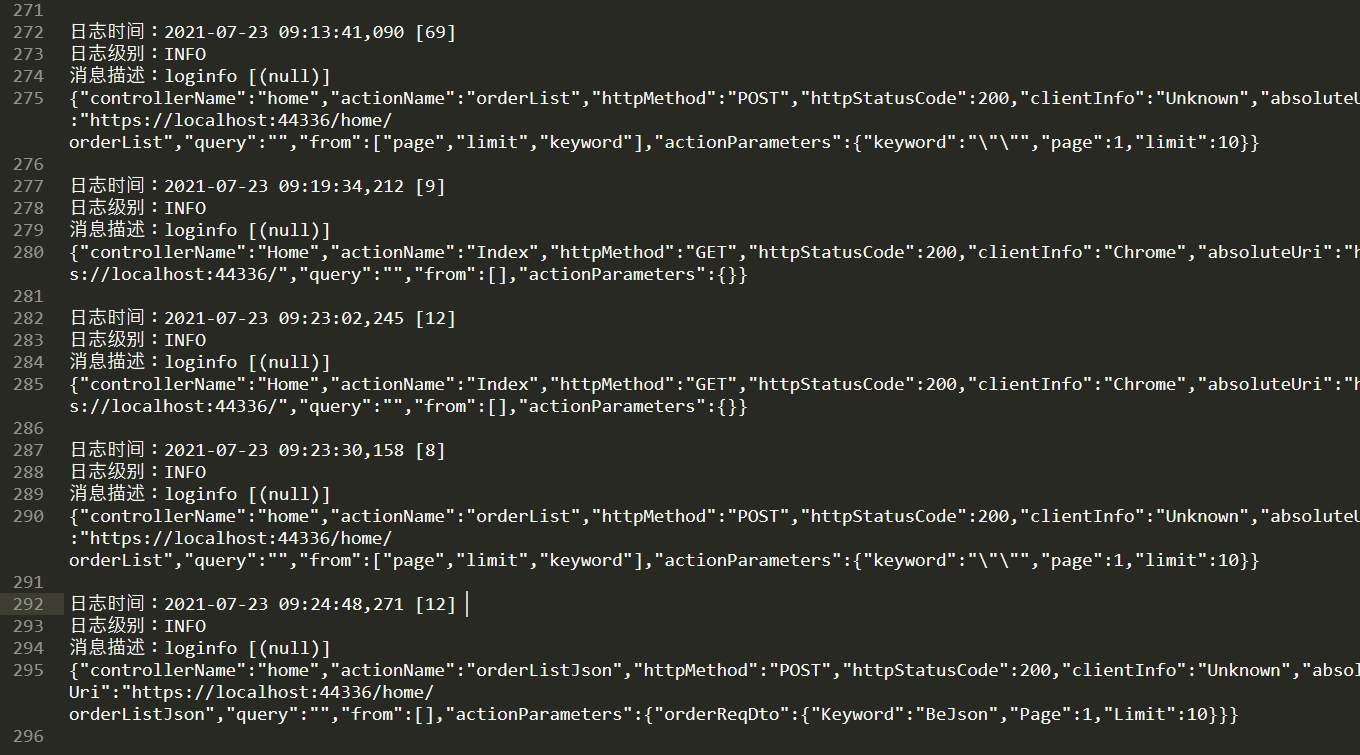 271
272 日志时间：2021-07-23 09:13:41,090 [69]
273 日志级别：INFO
274 消息描述：loginfo [(null)]
275 {"controllerName":"home","actionName":"orderList","httpMethod":"POST","httpStatusCode":200,"clientInfo":"Unknown","absoluteU
:"https://localhost:44336/home/
orderList","query":"","from":["page","limit","keyword"],"actionParameters":{"keyword":"\"\"","page":1,"limit":10}}
276
277 日志时间：2021-07-23 09:19:34,212 [9]
278 日志级别：INFO
279 消息描述：loginfo [(null)]
280 {"controllerName":"Home","actionName":"Index","httpMethod":"GET","httpStatusCode":200,"clientInfo":"Chrome","absoluteUri":"h
s://localhost:44336/","query":"","from":[],"actionParameters":{}}
281
282 日志时间：2021-07-23 09:23:02,245 [12]
283 日志级别：INFO
284 消息描述：loginfo [(null)]
285 {"controllerName":"Home","actionName":"Index","httpMethod":"GET","httpStatusCode":200,"clientInfo":"Chrome","absoluteUri":"h
s://localhost:44336/","query":"","from":[],"actionParameters":{}}
286
287 日志时间：2021-07-23 09:23:30,158 [8]
288 日志级别：INFO
289 消息描述：loginfo [(null)]
290 {"controllerName":"home","actionName":"orderList","httpMethod":"POST","httpStatusCode":200,"clientInfo":"Unknown","absoluteU
:"https://localhost:44336/home/
orderList","query":"","from":["page","limit","keyword"],"actionParameters":{"keyword":"\"\"","page":1,"limit":10}}
291
292 日志时间：2021-07-23 09:24:48,271 [12]
293 日志级别：INFO
294 消息描述：loginfo [(null)]
295 {"controllerName":"home","actionName":"orderListJson","httpMethod":"POST","httpStatusCode":200,"clientInfo":"Unknown","absol
Uri":"https://localhost:44336/home/
orderListJson","query":"","from":[],"actionParameters":{"orderReqDto":{"Keyword":"BeJson","Page":1,"Limit":10}}}
296